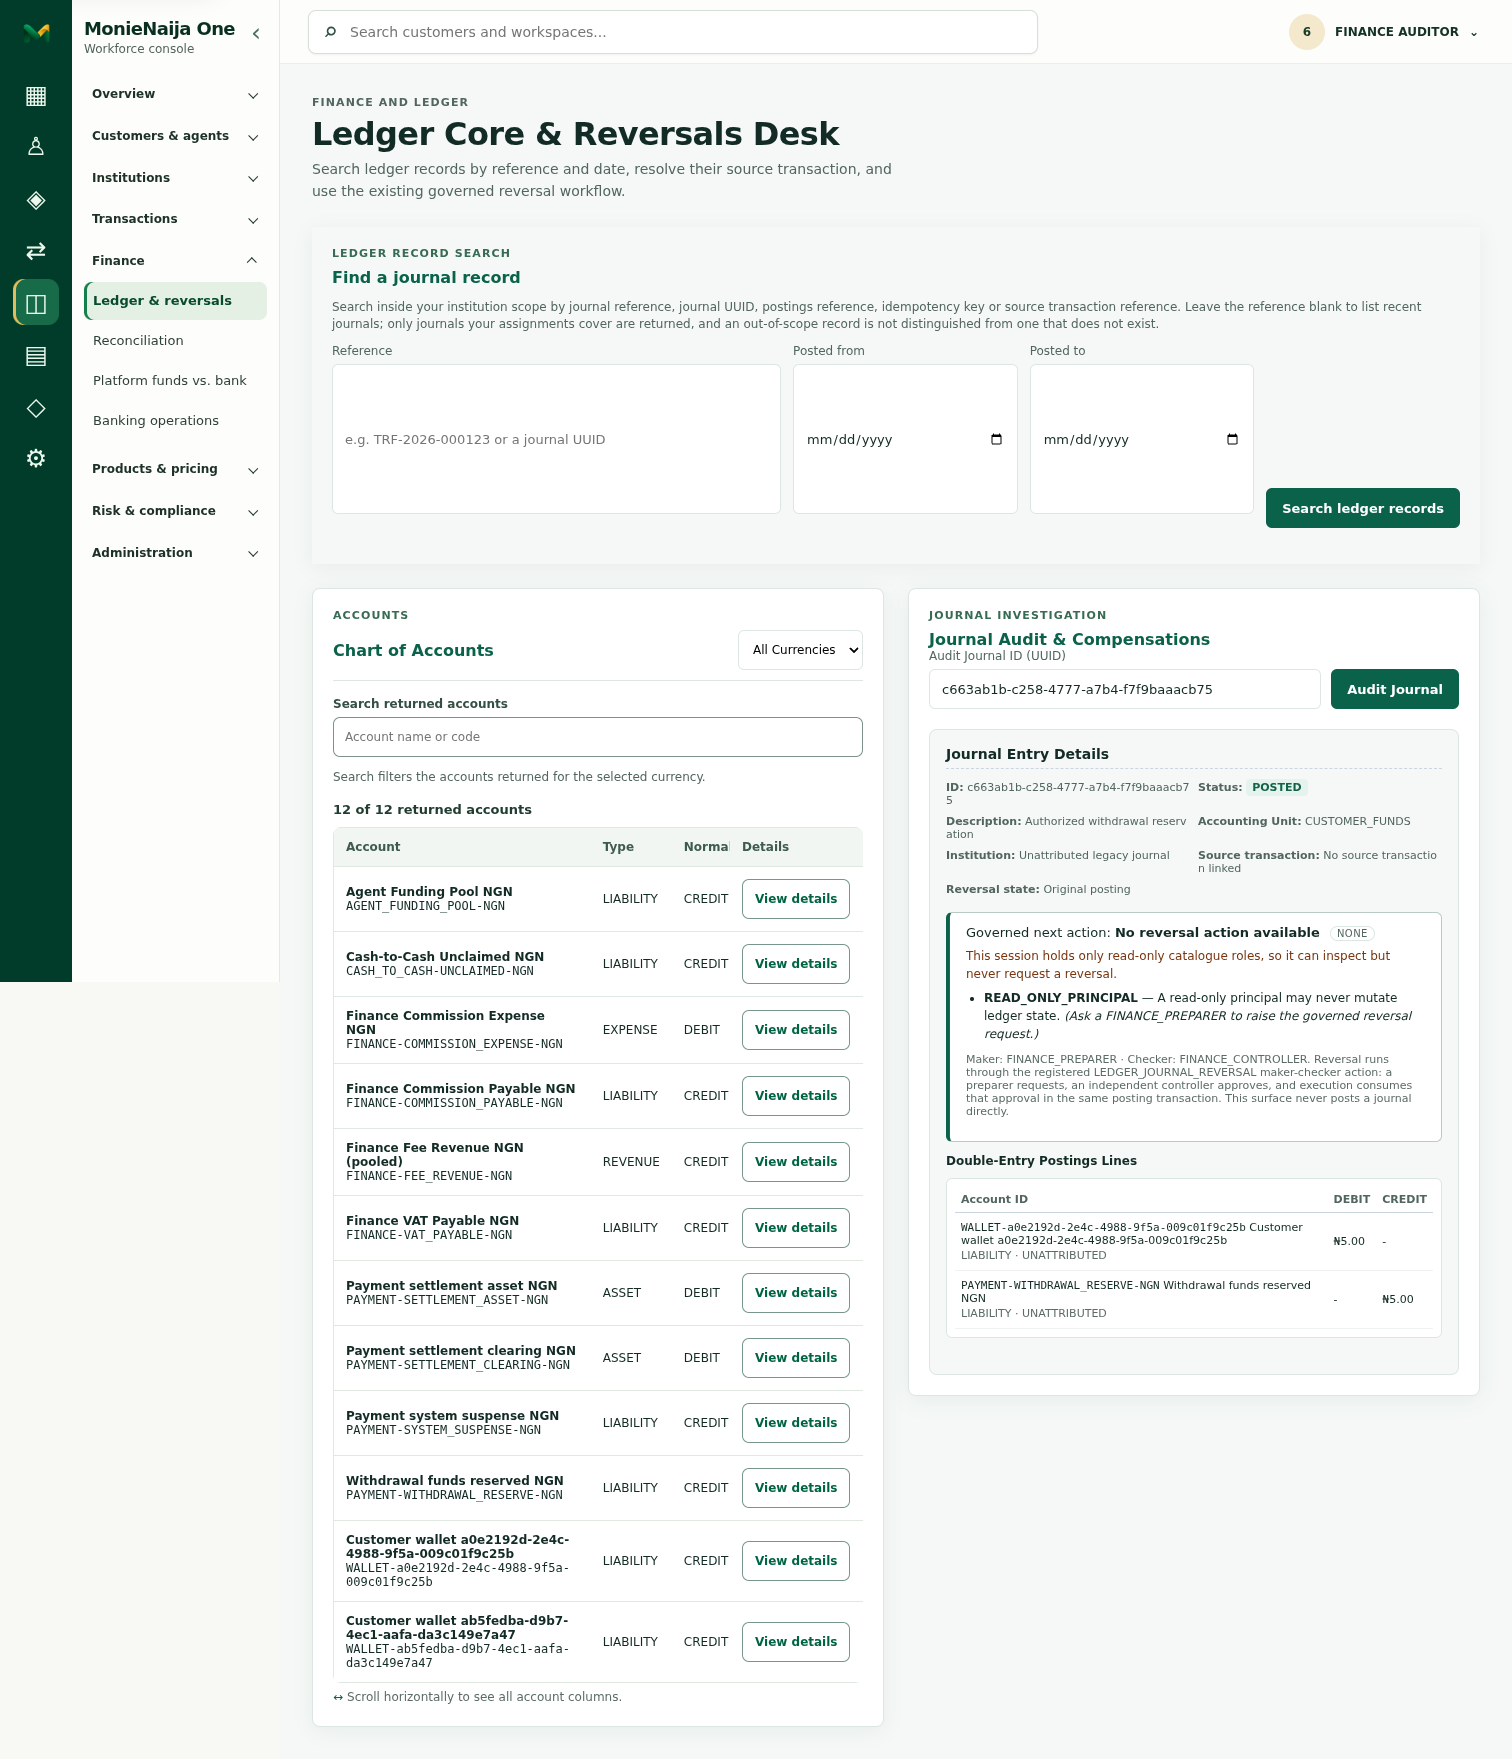 MonieNaija One
Workforce console
Search customers and workspaces...
6
FINANCE AUDITOR
Overview
Customers & agents
Institutions
Transactions
Finance
Ledger & reversals
Reconciliation
Platform funds vs. bank
Banking operations
Products & pricing
Risk & compliance
Administration
FINANCE AND LEDGER
Ledger Core & Reversals Desk
Search ledger records by reference and date, resolve their source transaction, and
use the existing governed reversal workflow.
LEDGER RECORD SEARCH
Find a journal record
Search inside your institution scope by journal reference, journal UUID, postings reference, idempotency key or source transaction reference. Leave the reference blank to list recent
journals; only journals your assignments cover are returned, and an out-of-scope record is not distinguished from one that does not exist.
Reference
Posted from
Posted to
e.g. TRF-2026-000123 or a journal UUID
mm/dd/yyyy
mm/dd/yyyy
Search ledger records
ACCOUNTS
Chart of Accounts
All Currencies
Search returned accounts
Account name or code
Search filters the accounts returned for the selected currency.
12 of 12 returned accounts
Account Type Normal Details
Agent Funding Pool NGN
AGENT_FUNDING_POOL-NGN
LIABILITY CREDIT View details
Cash-to-Cash Unclaimed NGN
CASH_TO_CASH-UNCLAIMED-NGN
LIABILITY CREDIT View details
Finance Commission Expense
NGN
FINANCE-COMMISSION_EXPENSE-NGN
EXPENSE DEBIT View details
Finance Commission Payable NGN
FINANCE-COMMISSION_PAYABLE-NGN
LIABILITY CREDIT View details
Finance Fee Revenue NGN
(pooled)
FINANCE-FEE_REVENUE-NGN
REVENUE CREDIT View details
Finance VAT Payable NGN
FINANCE-VAT_PAYABLE-NGN
LIABILITY CREDIT View details
Payment settlement asset NGN
PAYMENT-SETTLEMENT_ASSET-NGN
ASSET DEBIT View details
Payment settlement clearing NGN
PAYMENT-SETTLEMENT_CLEARING-NGN
ASSET DEBIT View details
Payment system suspense NGN
PAYMENT-SYSTEM_SUSPENSE-NGN
LIABILITY CREDIT View details
Withdrawal funds reserved NGN
PAYMENT-WITHDRAWAL_RESERVE-NGN
LIABILITY CREDIT View details
Customer wallet a0e2192d-2e4c-
4988-9f5a-009c01f9c25b
WALLET-a0e2192d-2e4c-4988-9f5a-
009c01f9c25b
LIABILITY CREDIT View details
Customer wallet ab5fedba-d9b7-
4ec1-aafa-da3c149e7a47
WALLET-ab5fedba-d9b7-4ec1-aafa-
da3c149e7a47
LIABILITY CREDIT View details
↔ Scroll horizontally to see all account columns.
JOURNAL INVESTIGATION
Journal Audit & Compensations
Audit Journal ID (UUID)
c663ab1b-c258-4777-a7b4-f7f9baaacb75
Audit Journal
Journal Entry Details
ID: c663ab1b-c258-4777-a7b4-f7f9baaacb7
5
Status: POSTED
Description: Authorized withdrawal reserv
ation
Accounting Unit: CUSTOMER_FUNDS
Institution: Unattributed legacy journal
Source transaction: No source transactio
n linked
Reversal state: Original posting
Governed next action: No reversal action available NONE
This session holds only read-only catalogue roles, so it can inspect but
never request a reversal.
• READ_ONLY_PRINCIPAL — A read-only principal may never mutate
ledger state. (Ask a FINANCE_PREPARER to raise the governed reversal
request.)
Maker: FINANCE_PREPARER · Checker: FINANCE_CONTROLLER. Reversal runs
through the registered LEDGER_JOURNAL_REVERSAL maker-checker action: a
preparer requests, an independent controller approves, and execution consumes
that approval in the same posting transaction. This surface never posts a journal
directly.
Double-Entry Postings Lines
Account ID DEBIT CREDIT
WALLET-a0e2192d-2e4c-4988-9f5a-009c01f9c25b Customer
wallet a0e2192d-2e4c-4988-9f5a-009c01f9c25b
LIABILITY · UNATTRIBUTED
₦5.00 -
PAYMENT-WITHDRAWAL_RESERVE-NGN Withdrawal funds reserved
NGN
LIABILITY · UNATTRIBUTED
- ₦5.00